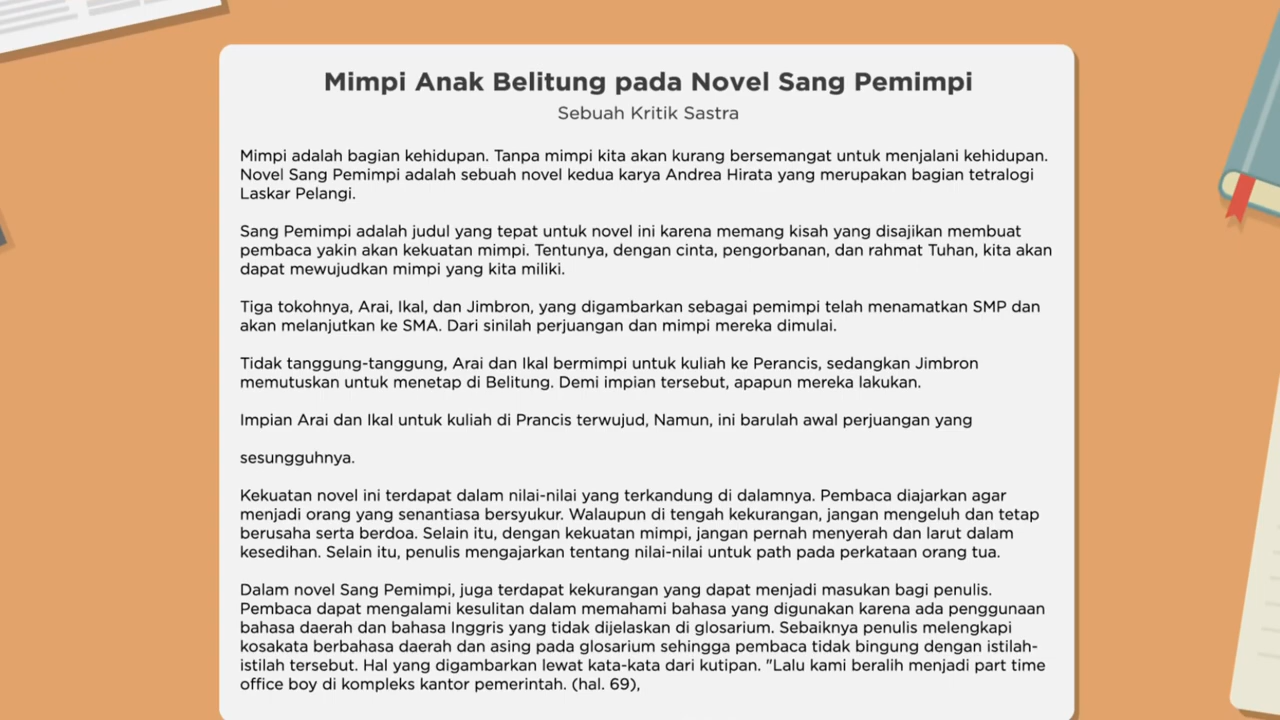 Mimpi Anak Belitung pada Novel Sang Pemimpi
Sebuah Kritik Sastra
Mimpi adalah bagian kehidupan. Tanpa mimpi kita akan kurang bersemangat untuk menjalani kehidupan.
Novel Sang Pemimpi adalah sebuah novel kedua karya Andrea Hirata yang merupakan bagian tetralogi
Laskar Pelangi.
Sang Pemimpi adalah judul yang tepat untuk novel ini karena memang kisah yang disajikan membuat
pembaca yakin akan kekuatan mimpi. Tentunya, dengan cinta, pengorbanan, dan rahmat Tuhan, kita akan
dapat mewujudkan mimpi yang kita miliki.
Tiga tokohnya, Arai, Ikal, dan Jimbron, yang digambarkan sebagai pemimpi telah menamatkan SMP dan
akan melanjutkan ke SMA. Dari sinilah perjuangan dan mimpi mereka dimulai.
Tidak tanggung-tanggung, Arai dan Ikal bermimpi untuk kuliah ke Perancis, sedangkan Jimbron
memutuskan untuk menetap di Belitung. Demi impian tersebut, apapun mereka lakukan.
Impian Arai dan Ikal untuk kuliah di Prancis terwujud, Namun, ini barulah awal perjuangan yang
sesungguhnya.
Kekuatan novel ini terdapat dalam nilai-nilai yang terkandung di dalamnya. Pembaca diajarkan agar
menjadi orang yang senantiasa bersyukur. Walaupun di tengah kekurangan, jangan mengeluh dan tetap
berusaha serta berdoa. Selain itu, dengan kekuatan mimpi, jangan pernah menyerah dan larut dalam
kesedihan. Selain itu, penulis mengajarkan tentang nilai-nilai untuk path pada perkataan orang tua.
Dalam novel Sang Pemimpi, juga terdapat kekurangan yang dapat menjadi masukan bagi penulis.
Pembaca dapat mengalami kesulitan dalam memahami bahasa yang digunakan karena ada penggunaan
bahasa daerah dan bahasa Inggris yang tidak dijelaskan di glosarium. Sebaiknya penulis melengkapi
kosakata berbahasa daerah dan asing pada glosarium sehingga pembaca tidak bingung dengan istilah-
istilah tersebut. Hal yang digambarkan lewat kata-kata dari kutipan. "Lalu kami beralih menjadi part time
office boy di kompleks kantor pemerintah. (hal. 69),